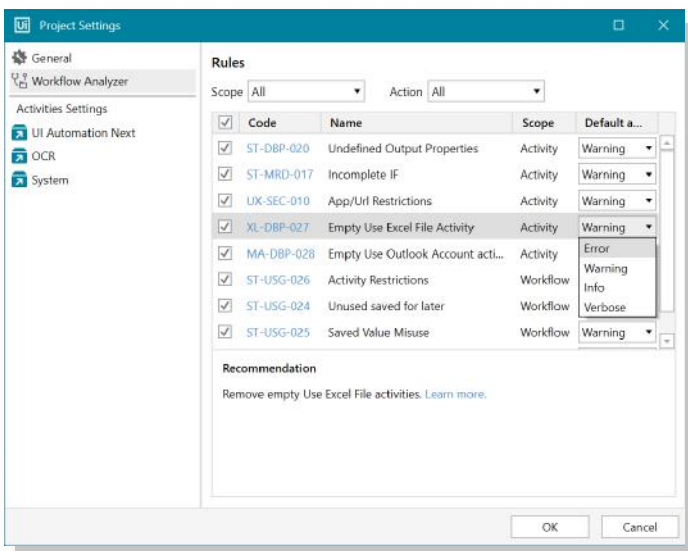 Ui Project Settings
General
Workflow Analyzer
Activities Settings
UI Automation Next
OCR
System
Rules
Scope All Action All
Code Name Scope Default a...
ST-DBP-020 Undefined Output Properties Activity Warning
ST-MRD-017 Incomplete IF Activity Warning
UX-SEC-010 App/Url Restrictions Activity Warning
XL-DBP-027 Empty Use Excel File Activity Activity Warning
MA-DBP-028 Empty Use Outlook Account acti... Activity
ST-USG-026 Activity Restrictions Workflow
ST-USG-024 Unused saved for later Workflow
ST-USG-025 Saved Value Misuse Workflow Warning
Error
Warning
Info
Verbose
Recommendation
Remove empty Use Excel File activities. Learn more.
OK Cancel